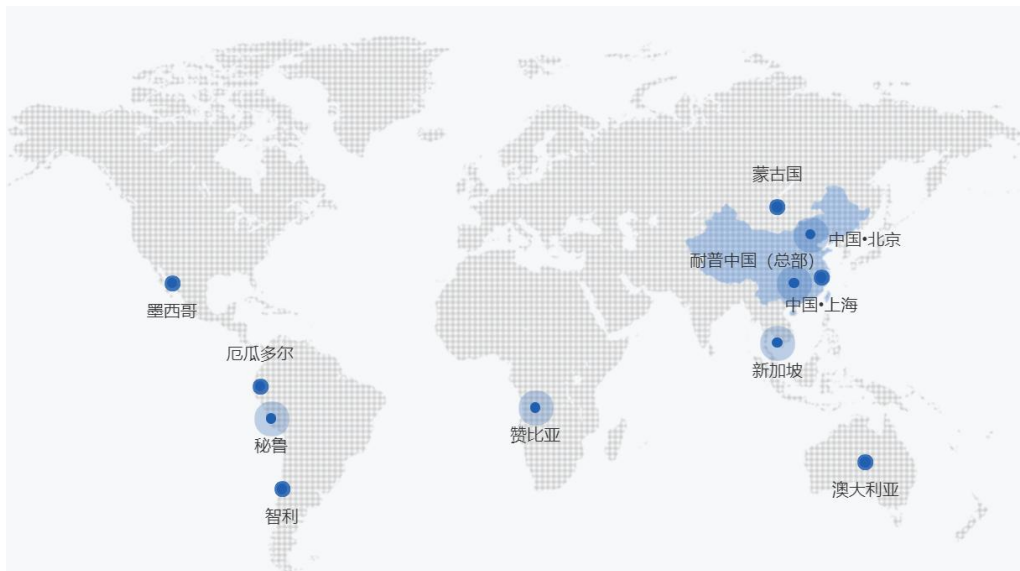 蒙古国
中国•北京
耐普中国（总部）
中国•上海
墨西哥
厄瓜多尔
新加坡
赞比亚
秘鲁
澳大利亚
智利